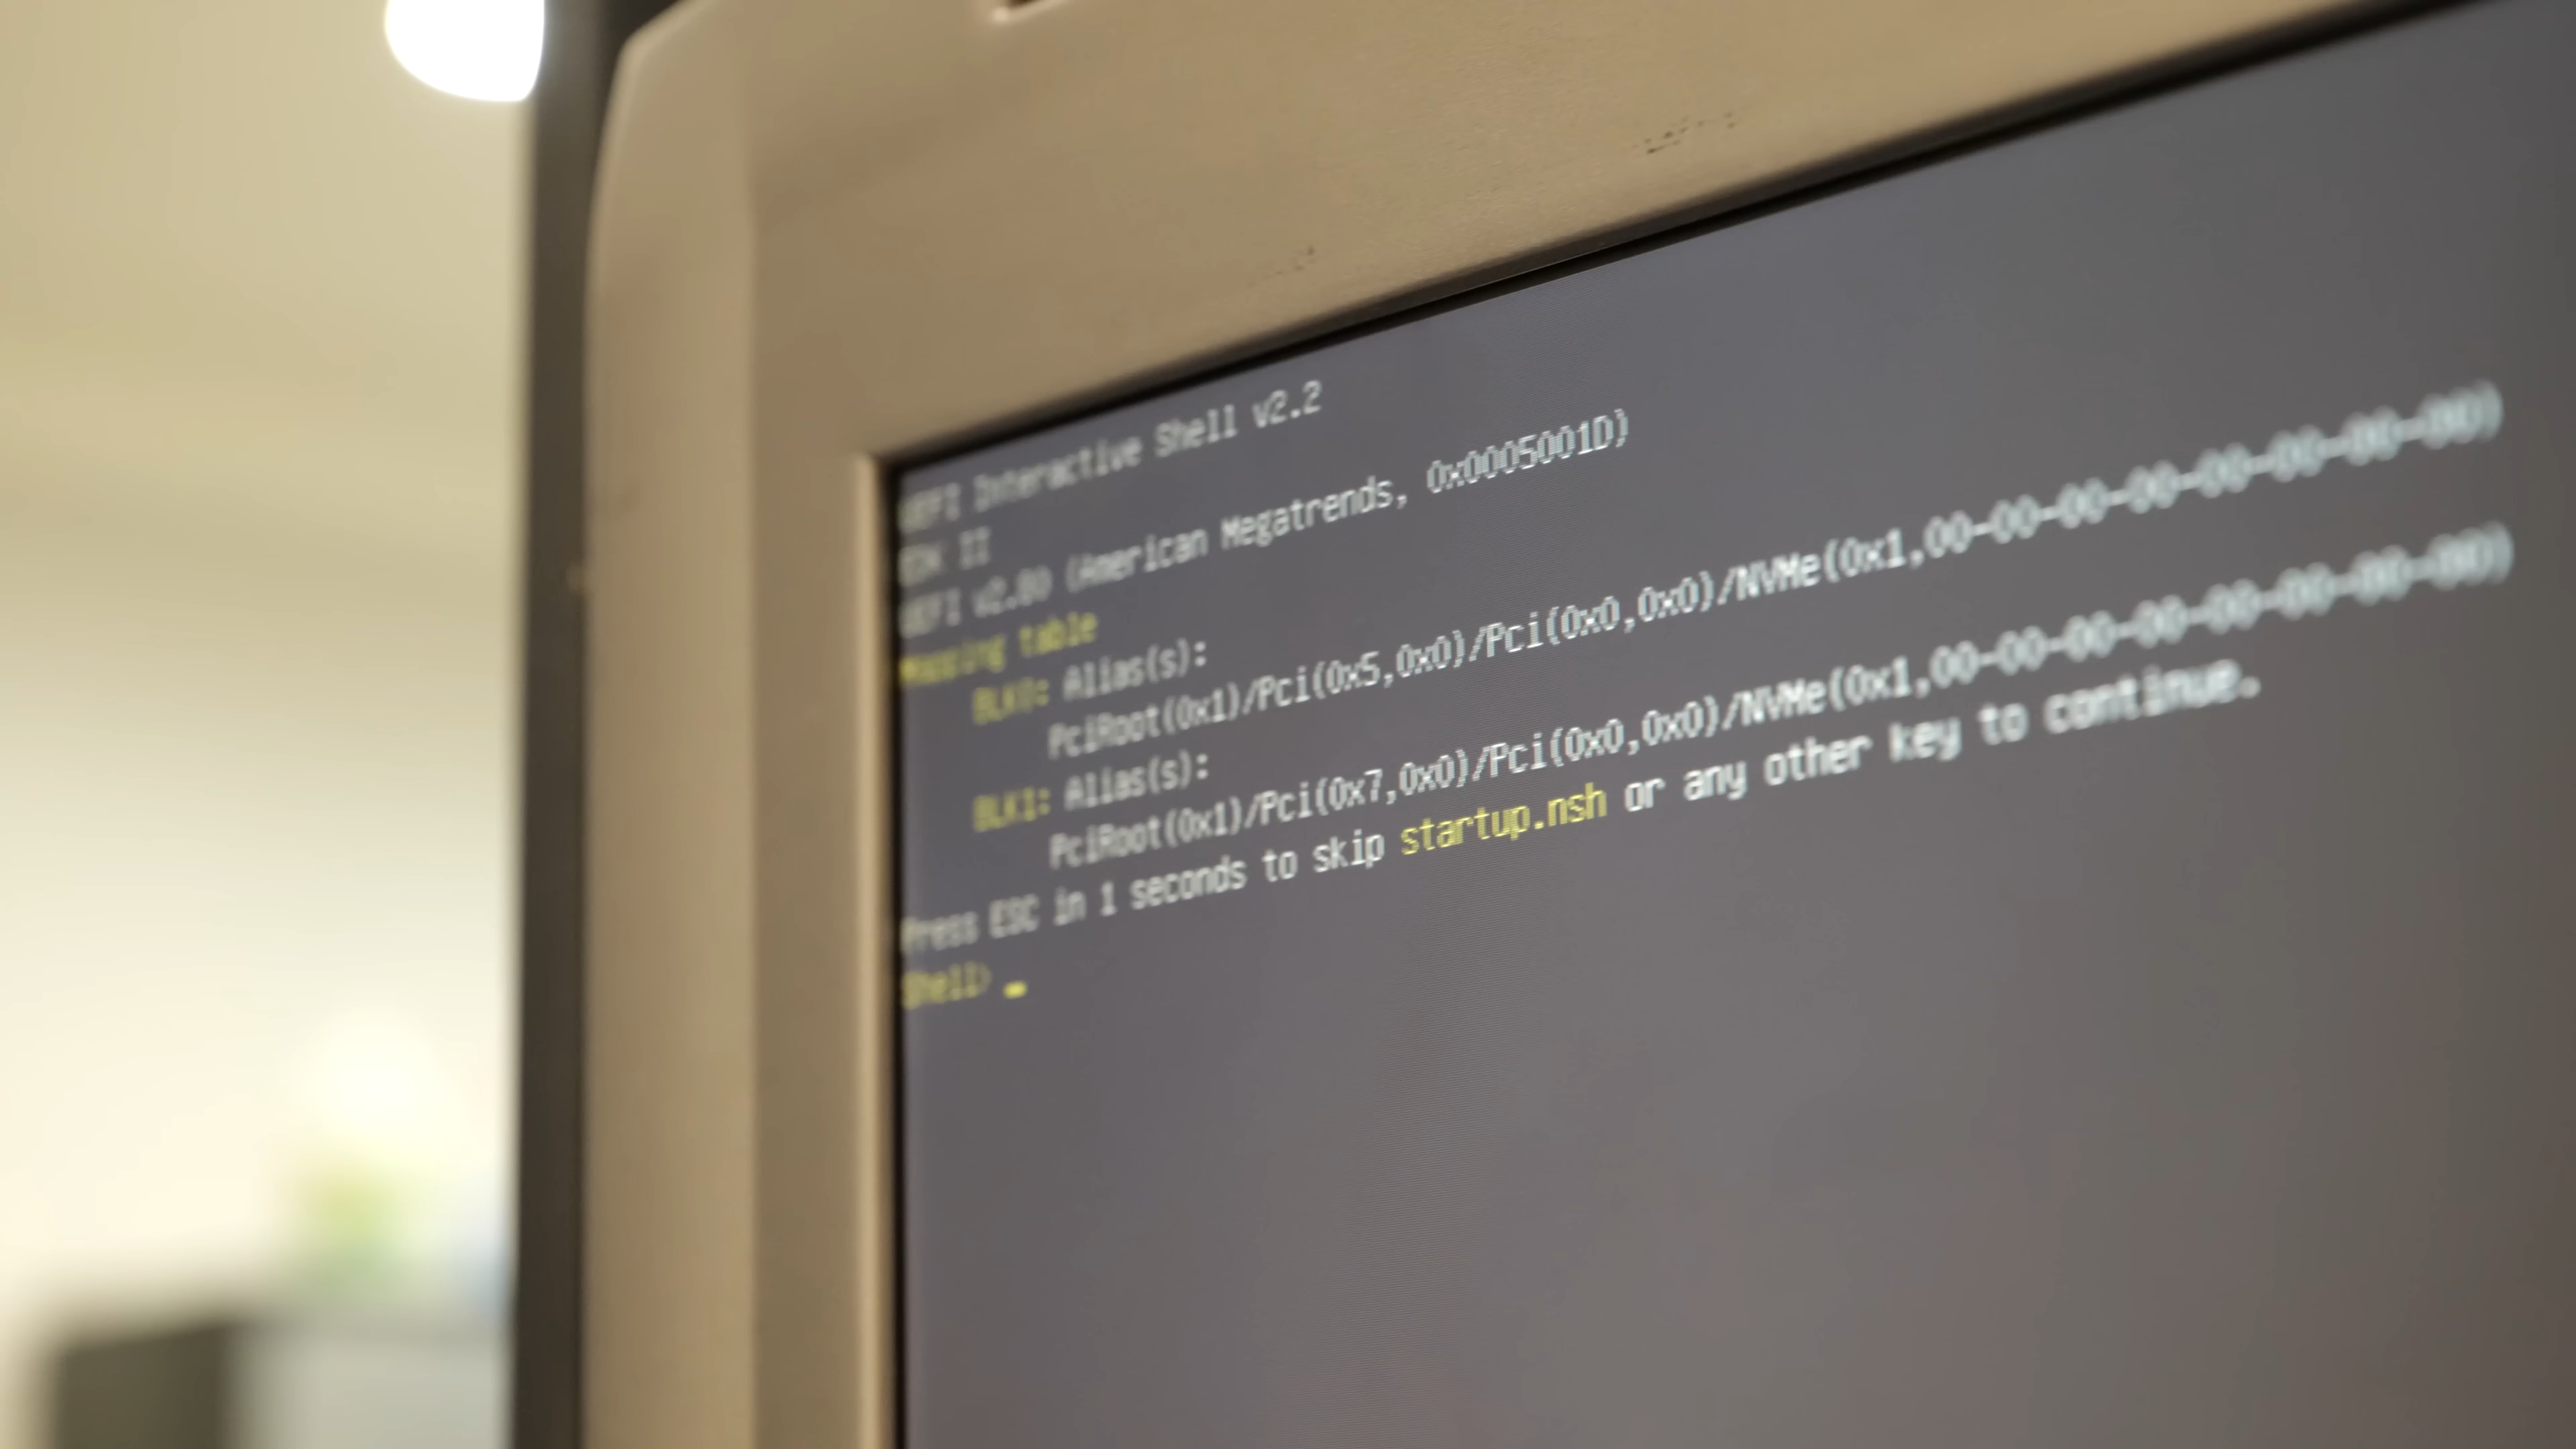 UEFI Interactive Shell v2.2
EDK II
UEFI v2.80 (American Megatrends, 0x0005001D)
Mapping table
BLK0: Alias(s):
PciRoot(0x1)/Pci(0x5,0x0)/Pci(0x0,0x0)/NVMe(0x1,00-00-00-00-00-00-00-00)
BLK1: Alias(s):
PciRoot(0x1)/Pci(0x7,0x0)/Pci(0x0,0x0)/NVMe(0x1,00-00-00-00-00-00-00-00)
Press ESC in 1 seconds to skip startup.nsh or any other key to continue.
Shell> _